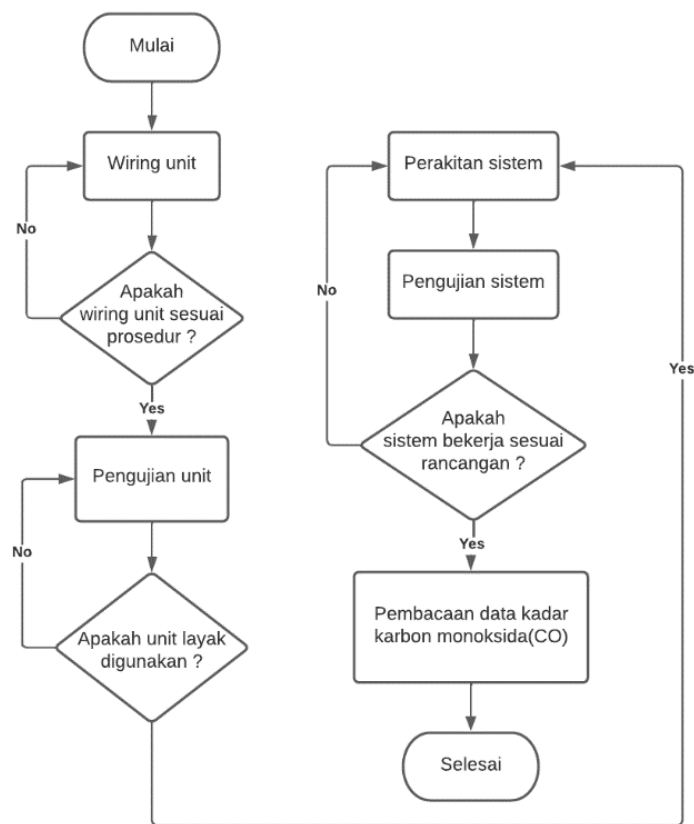 Mulai
Wiring unit
No
Apakah
wiring unit sesuai
prosedur ?
Yes
Pengujian unit
No
Apakah unit layak
digunakan ?
Yes
Perakitan sistem
Pengujian sistem
No
Apakah
sistem bekerja sesuai
rancangan ?
Yes
Pembacaan data kadar
karbon monoksida(CO)
Selesai